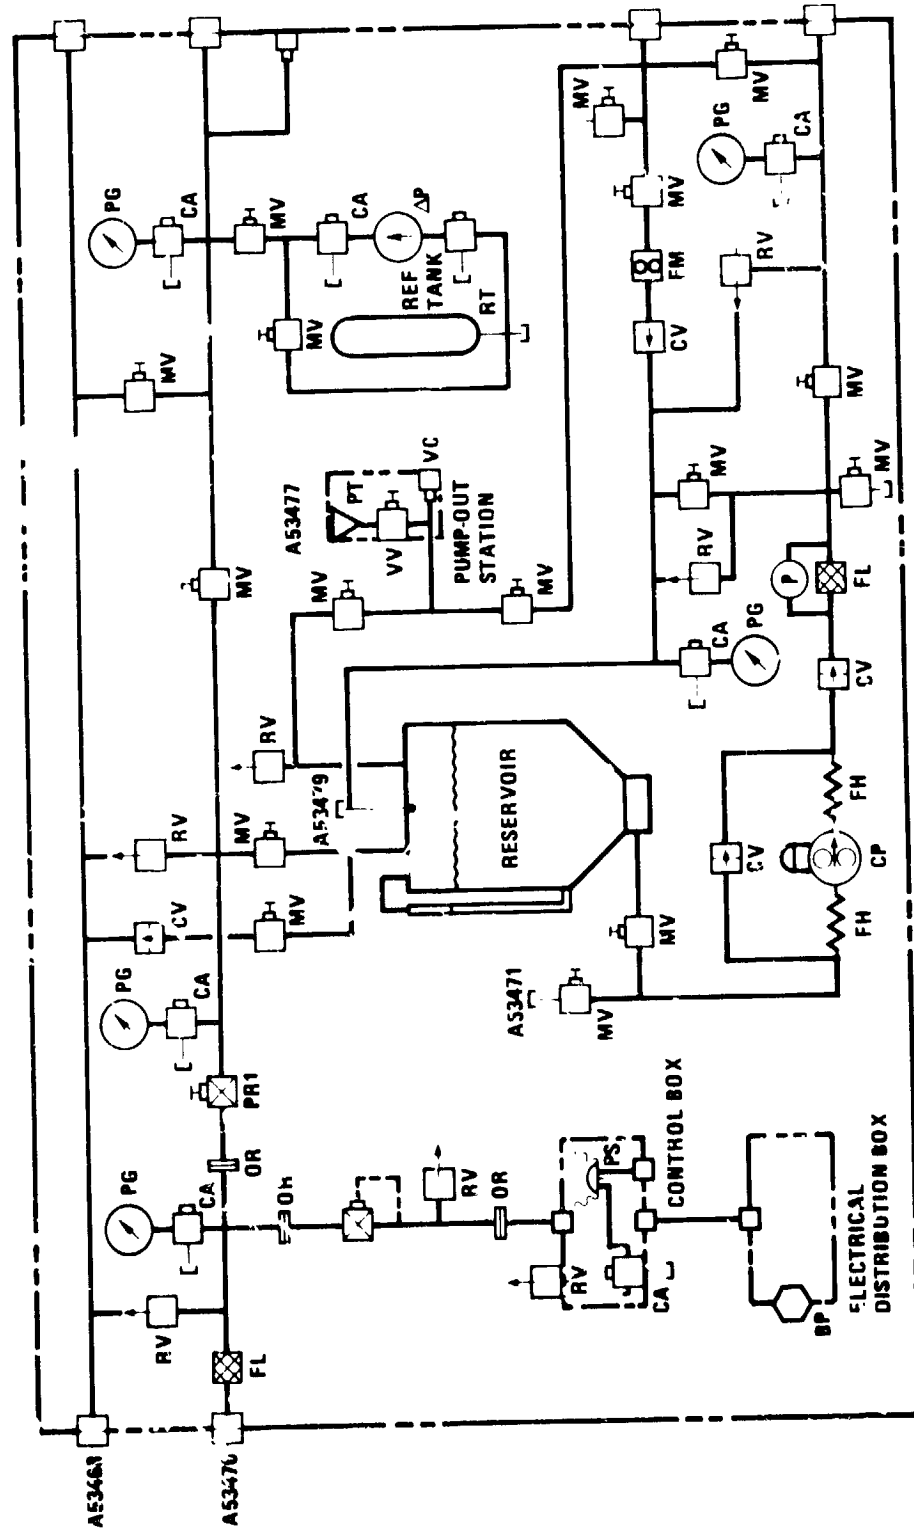 PG
PG
PG
RV
MV
RV
CV
CA
CA
CA
A53470
MV
MV
FL
OR
PR1
RV
MV
OR
MV
A53477
A53479
MV
MV
PT
CA
VV
VC
ΔP
REF
TANK
RT
PUMP-OUT
STATION
RV
OR
RESERVOIR
A53471
MV
RV
MV
MV
PS
CA
CONTROL BOX
MV
CV
FM
MV
RV
CA
MV
PG
PG
CV
MV
RV
P
CA
BP
ELECTRICAL
DISTRIBUTION BOX
FH
CP
FH
CV
FL
MV
MV